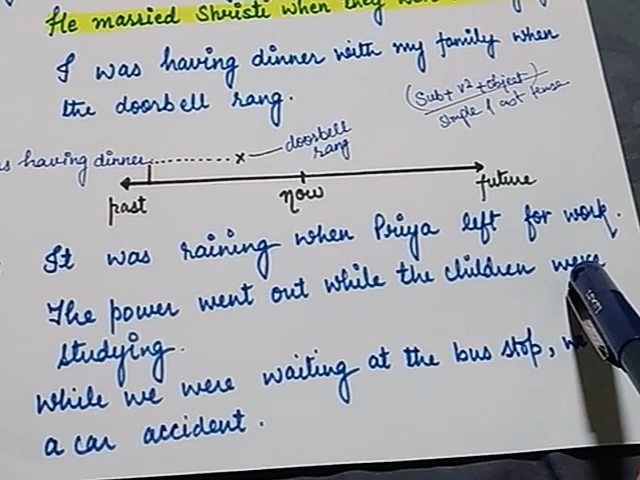 He married Shristi when they were
I was having dinner with my family when
the doorbell rang.
(Sub + V2 + object)
Simple Past Tense
having dinner
doorbell
rang
past
now
future
It was raining when Priya left for work.
The power went out while the children were
studying.
While we were waiting at the bus stop,
a car accident.